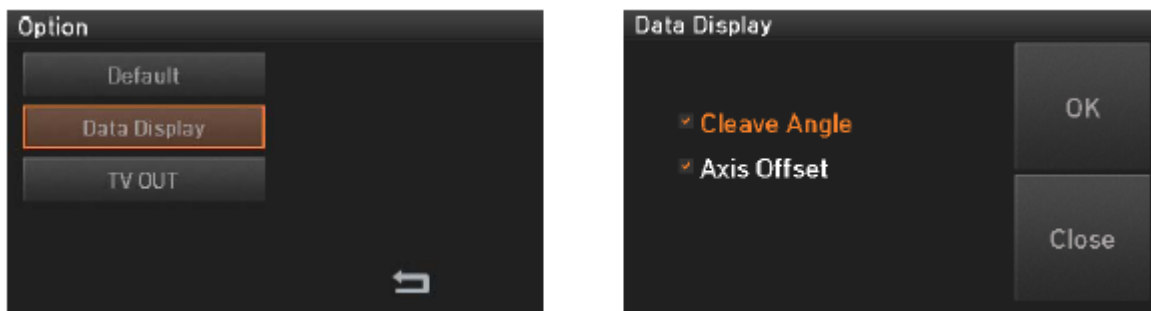 Option
Default
Data Display
TV OUT
Data Display
Cleave Angle
Axis Offset
OK
Close